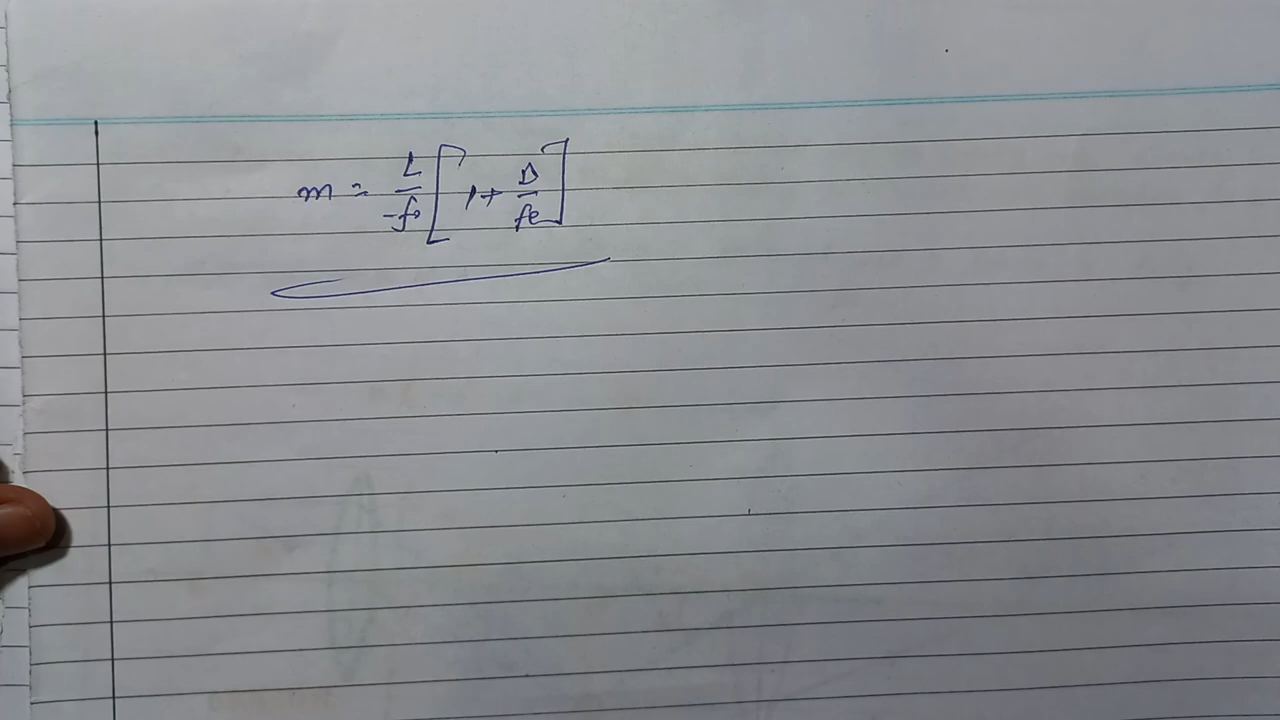 m = L/-fo [1 + D/fe]